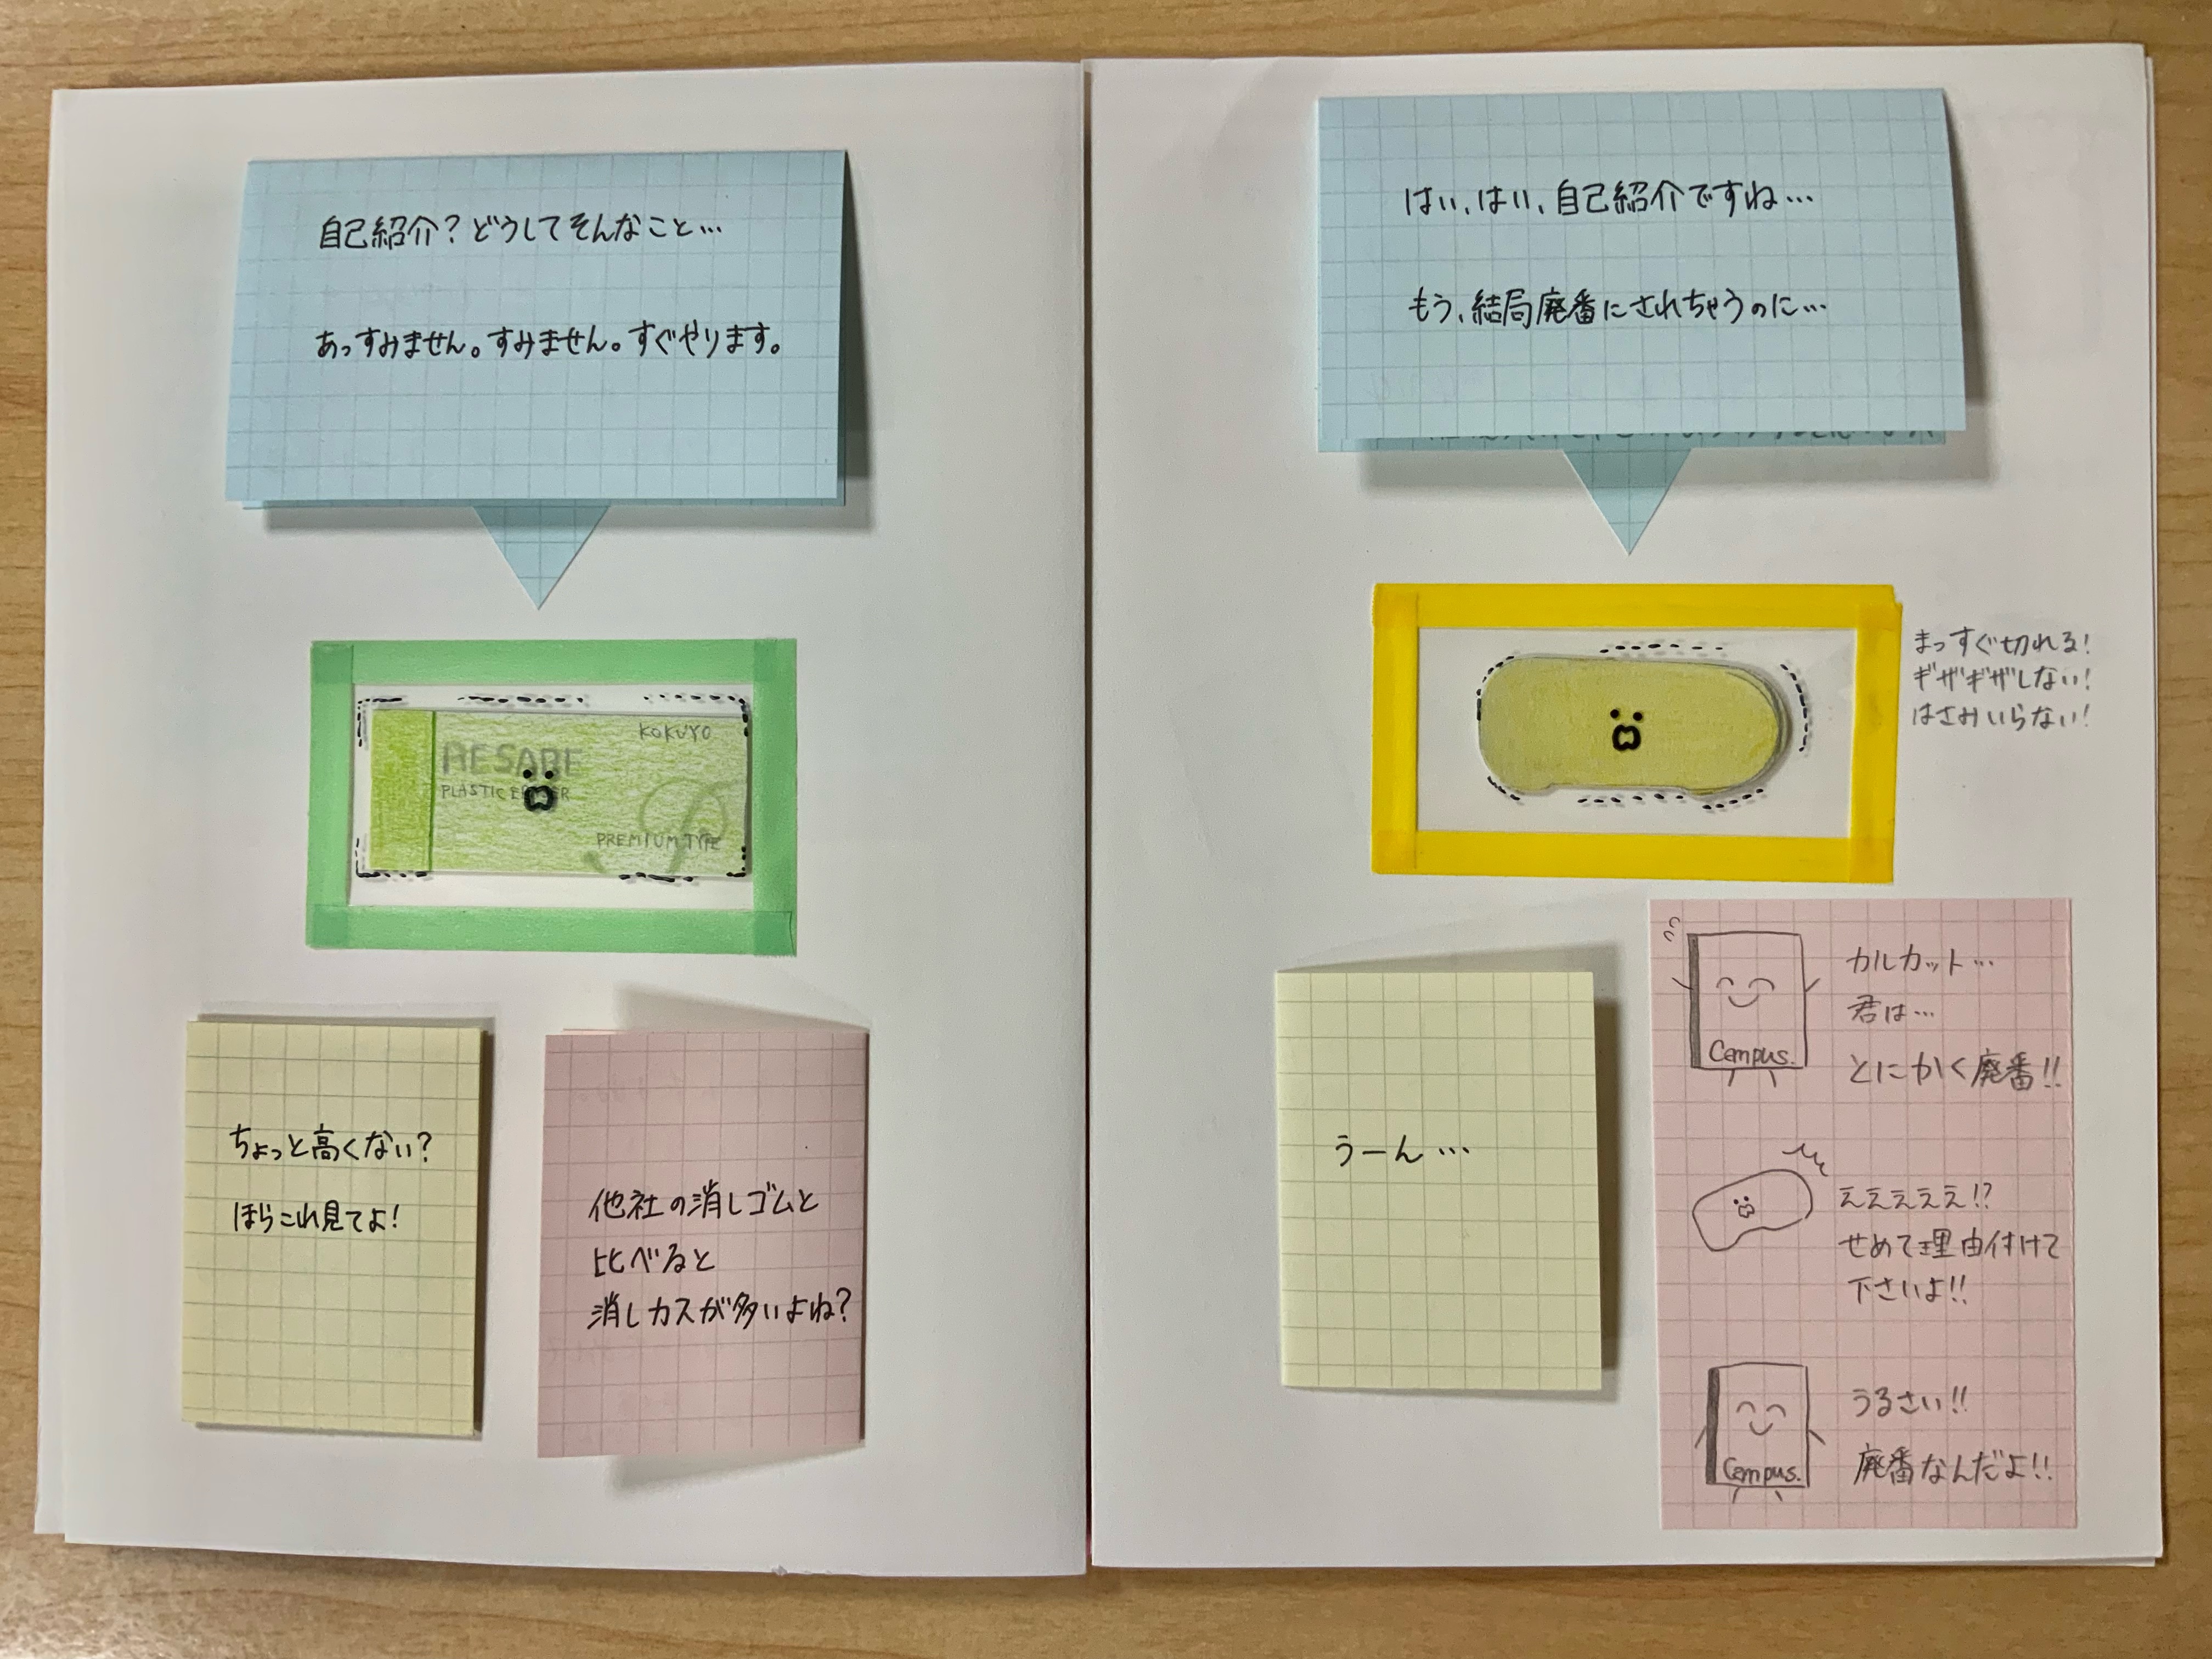 自己紹介？どうしてそんなこと…
あっすみません。すみません。すぐやります。
KOKUYO
RESARE
PLASTIC
PREMIUM TYPE
ちょっと高くない？
ほらこれ見てよ！
他社の消しゴムと
比べると
消しカスが多いよね？
はい、はい、自己紹介ですね…
もう、結局廃番にされちゃうのに…
まっすぐ切れる！
ギザギザしない！
はさみいらない！
うーん…
カルカット…
君は…
とにかく廃番！！
Campus.
えええええ！？
せめて理由付けて
下さいよ！！
うるさい！！
廃番なんだよ！！
Campus.